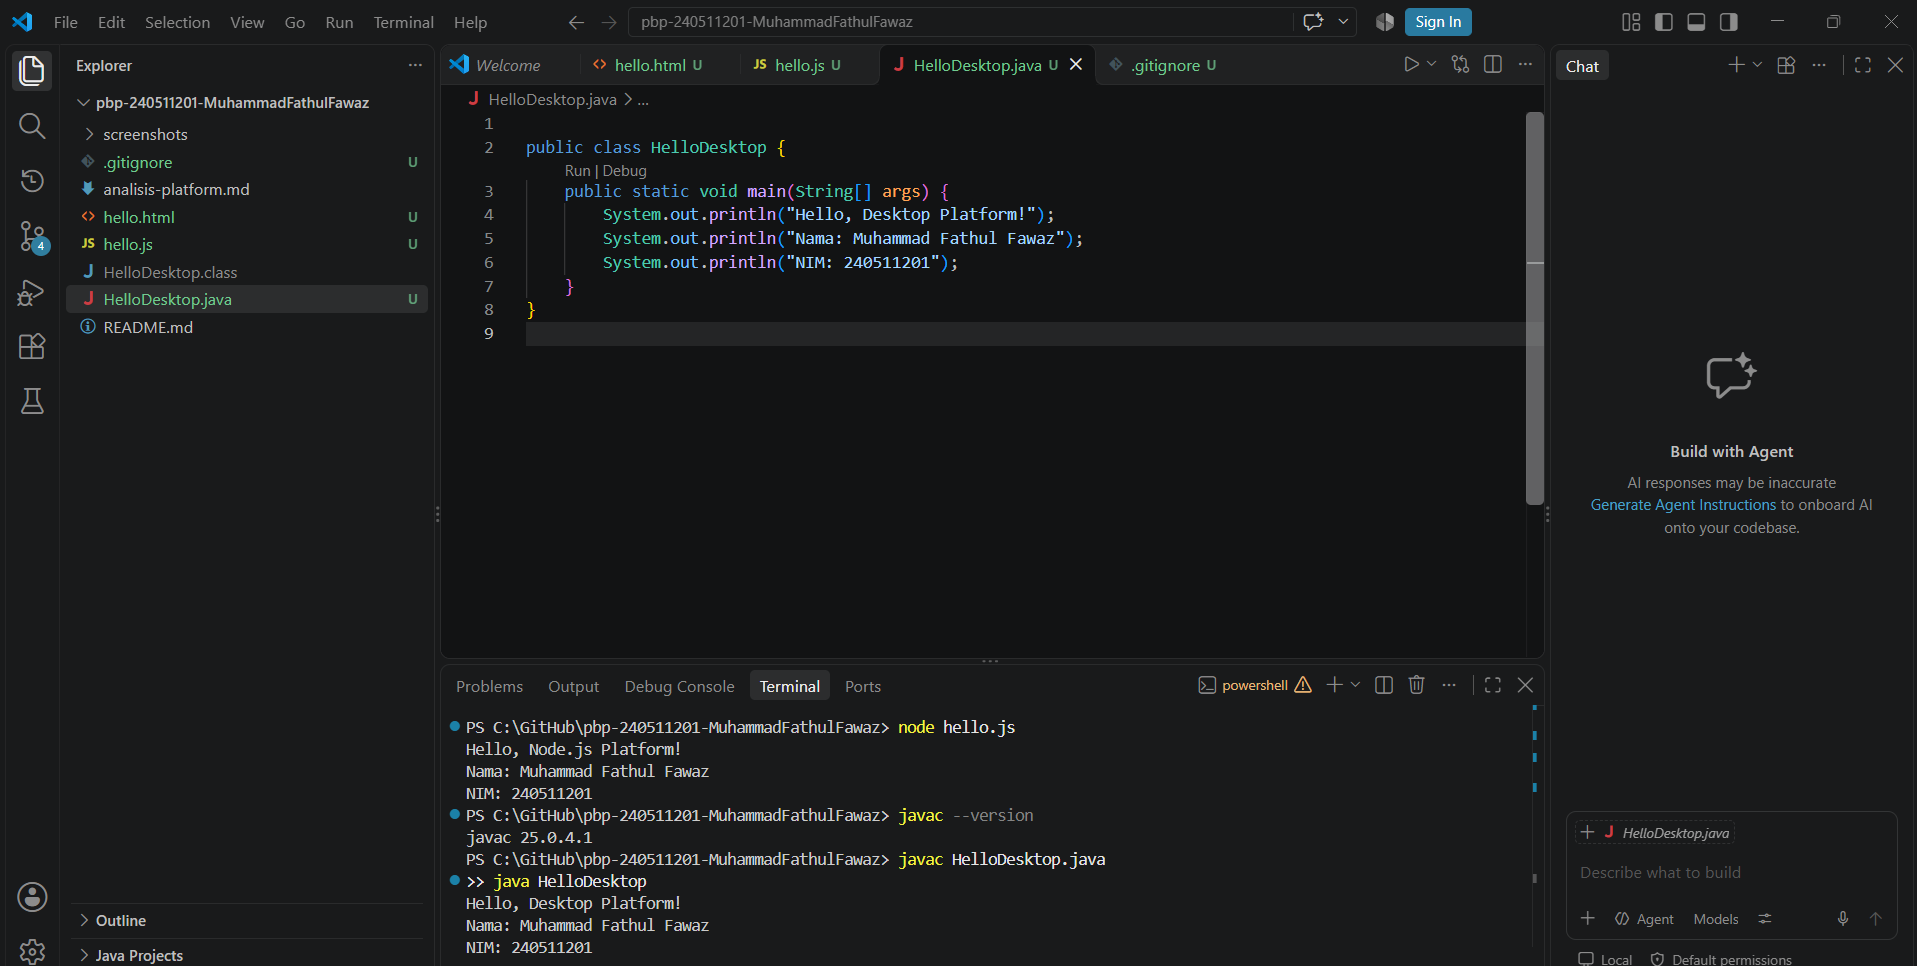 File Edit Selection View Go Run Terminal Help
pbp-240511201-MuhammadFathulFawaz
Sign In
Explorer
pbp-240511201-MuhammadFathulFawaz
screenshots
.gitignore U
analisis-platform.md
hello.html U
JS hello.js U
J HelloDesktop.class
J HelloDesktop.java U
README.md
4
Outline
Java Projects
Welcome
hello.html U
JS hello.js U
J HelloDesktop.java U
.gitignore U
J HelloDesktop.java > ...
1
2 public class HelloDesktop {
Run | Debug
3 public static void main(String[] args) {
4 System.out.println("Hello, Desktop Platform!");
5 System.out.println("Nama: Muhammad Fathul Fawaz");
6 System.out.println("NIM: 240511201");
7 }
8 }
9
Problems Output Debug Console Terminal Ports
powershell
PS C:\GitHub\pbp-240511201-MuhammadFathulFawaz> node hello.js
Hello, Node.js Platform!
Nama: Muhammad Fathul Fawaz
NIM: 240511201
PS C:\GitHub\pbp-240511201-MuhammadFathulFawaz> javac --version
javac 25.0.4.1
PS C:\GitHub\pbp-240511201-MuhammadFathulFawaz> javac HelloDesktop.java
>> java HelloDesktop
Hello, Desktop Platform!
Nama: Muhammad Fathul Fawaz
NIM: 240511201
Chat
Build with Agent
AI responses may be inaccurate
Generate Agent Instructions to onboard AI
onto your codebase.
J HelloDesktop.java
Describe what to build
Agent Models
Local Default permissions